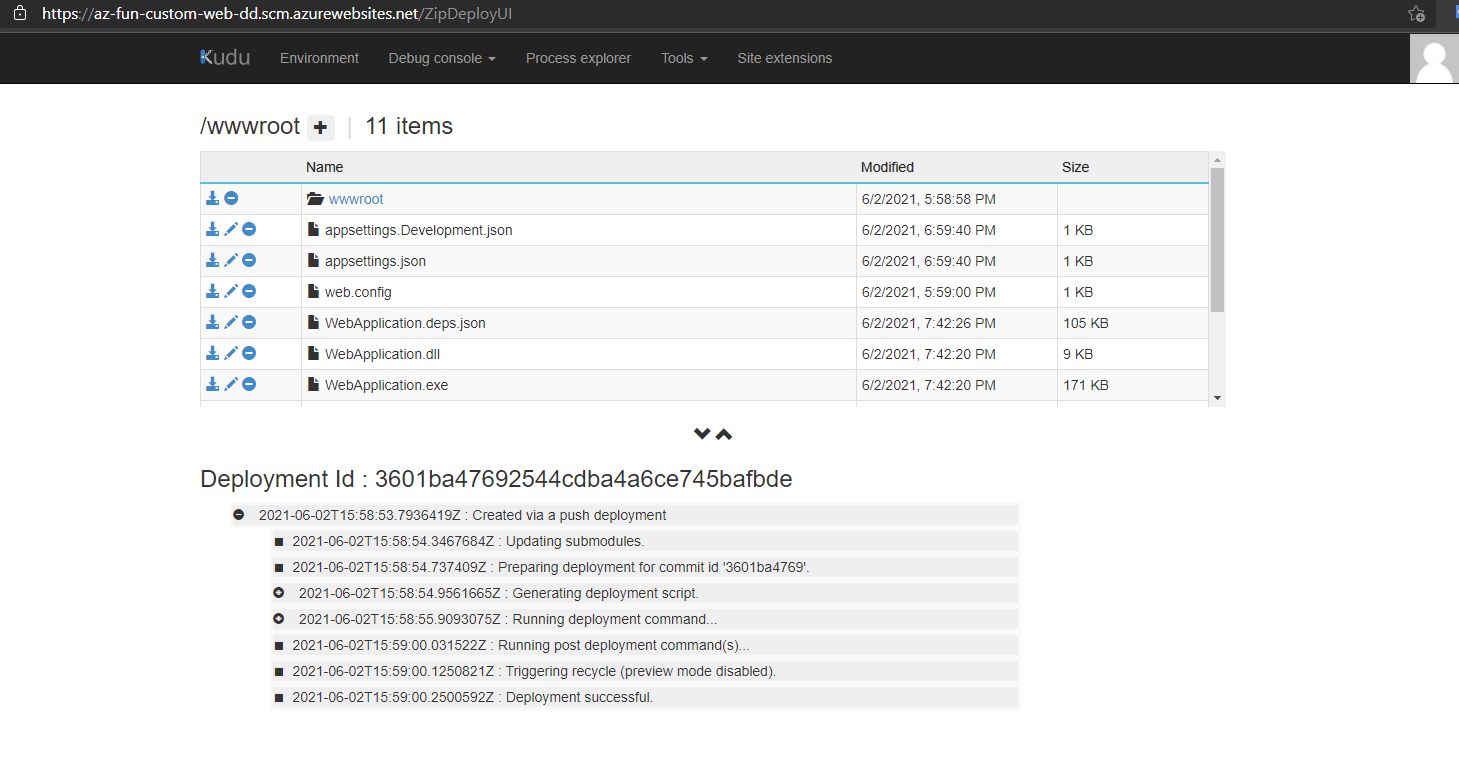 https://az-fun-custom-web-dd.scm.azurewebsites.net/ZipDeployUI
Kudu Environment Debug console Process explorer Tools Site extensions
/wwwroot | 11 items
Name Modified Size
wwwroot 6/2/2021, 5:58:58 PM
appsettings.Development.json 6/2/2021, 6:59:40 PM 1 KB
appsettings.json 6/2/2021, 6:59:40 PM 1 KB
web.config 6/2/2021, 5:59:00 PM 1 KB
WebApplication.deps.json 6/2/2021, 7:42:26 PM 105 KB
WebApplication.dll 6/2/2021, 7:42:20 PM 9 KB
WebApplication.exe 6/2/2021, 7:42:20 PM 171 KB
Deployment Id : 3601ba47692544cdba4a6ce745bafbde
2021-06-02T15:58:53.7936419Z : Created via a push deployment
2021-06-02T15:58:54.3467684Z : Updating submodules.
2021-06-02T15:58:54.737409Z : Preparing deployment for commit id '3601ba4769'.
2021-06-02T15:58:54.9561665Z : Generating deployment script.
2021-06-02T15:58:55.9093075Z : Running deployment command...
2021-06-02T15:59:00.031522Z : Running post deployment command(s)...
2021-06-02T15:59:00.1250821Z : Triggering recycle (preview mode disabled).
2021-06-02T15:59:00.2500592Z : Deployment successful.